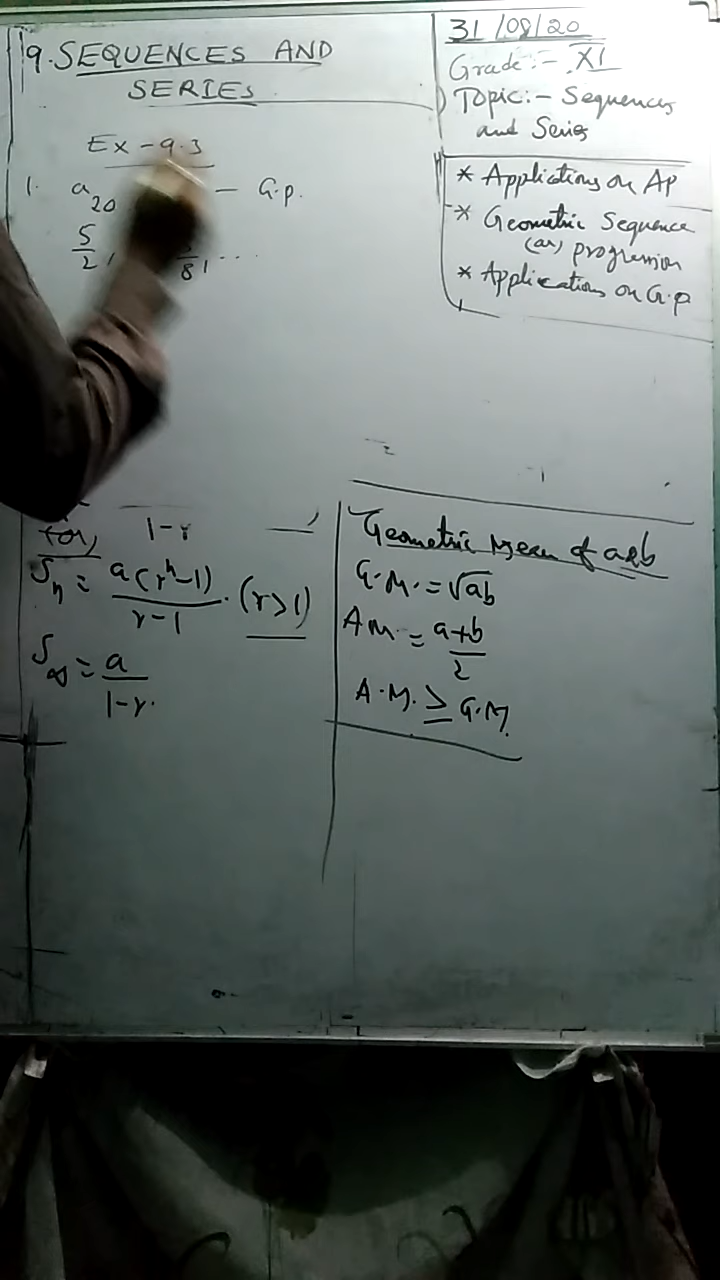 9. SEQUENCES AND
SERIES
Ex - 9.3
1. a₂₀ — G.p.
5/2, /8, ...
31/08/20
Grade:- XI
Topic:- Sequences
and Series
* Applications on AP
* Geometric Sequence
(or) progression
* Applications on G.p
1-r
(or)
Sₙ = a(rⁿ-1)/r-1 . (r>1)
S∞ = a/1-r.
Geometric Mean of a&b
G.M. = √ab
A M. = a+b/2
A.M. ≥ G.M.